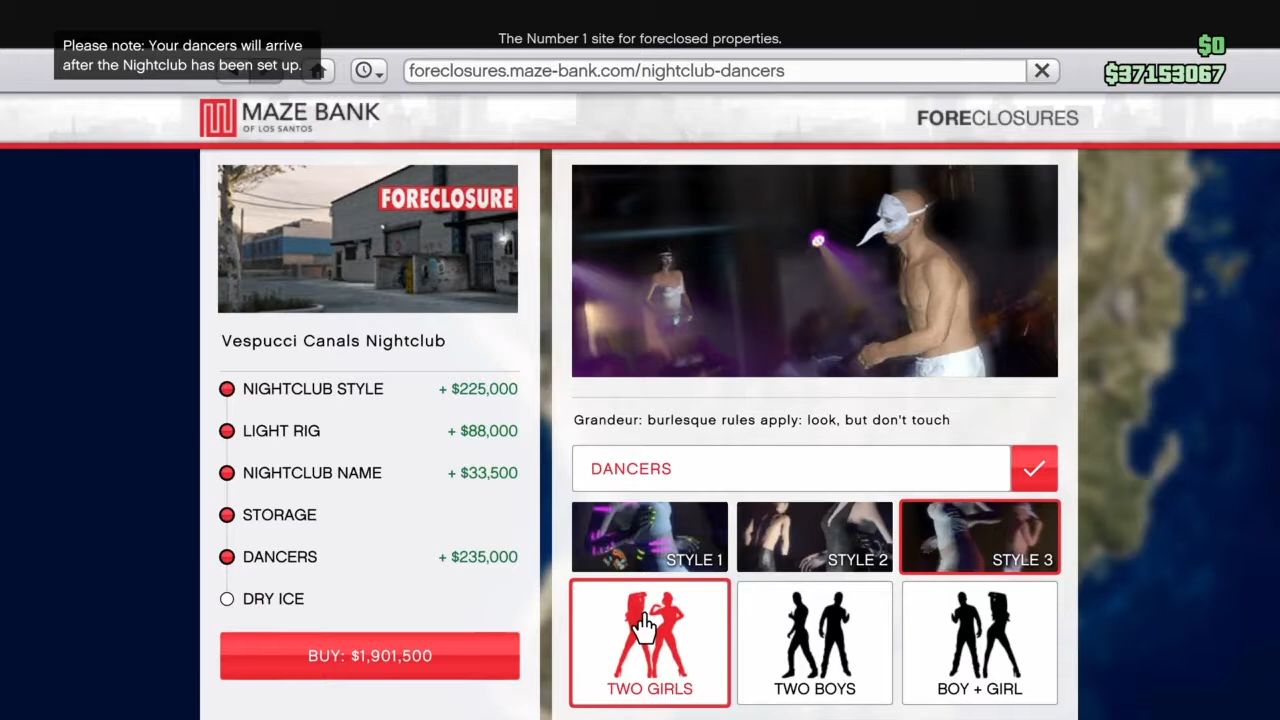 Please note: Your dancers will arrive
after the Nightclub has been set up.
The Number 1 site for foreclosed properties.
$0
$37153067
foreclosures.maze-bank.com/nightclub-dancers
MAZE BANK
OF LOS SANTOS
FORECLOSURES
FORECLOSURE
Vespucci Canals Nightclub
NIGHTCLUB STYLE + $225,000
LIGHT RIG + $88,000
NIGHTCLUB NAME + $33,500
STORAGE
DANCERS + $235,000
DRY ICE
BUY: $1,901,500
Grandeur: burlesque rules apply: look, but don't touch
DANCERS
STYLE 1
STYLE 2
STYLE 3
TWO GIRLS
TWO BOYS
BOY + GIRL